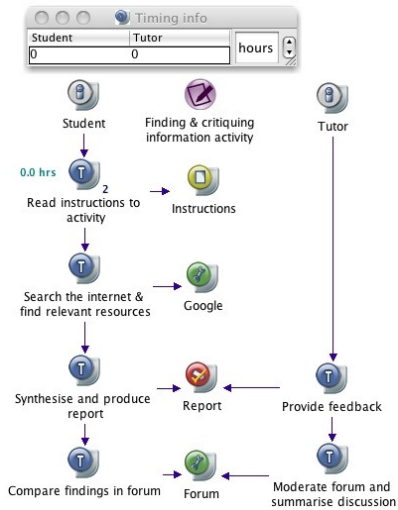 Timing info
Student
Tutor
0
0
hours
Student
Finding & critiquing
information activity
Tutor
0.0 hrs
T
2
Read instructions to
activity
Instructions
T
Search the internet &
find relevant resources
Google
T
Synthesise and produce
report
Report
T
Provide feedback
T
Compare findings in forum
Forum
T
Moderate forum and
summarise discussion